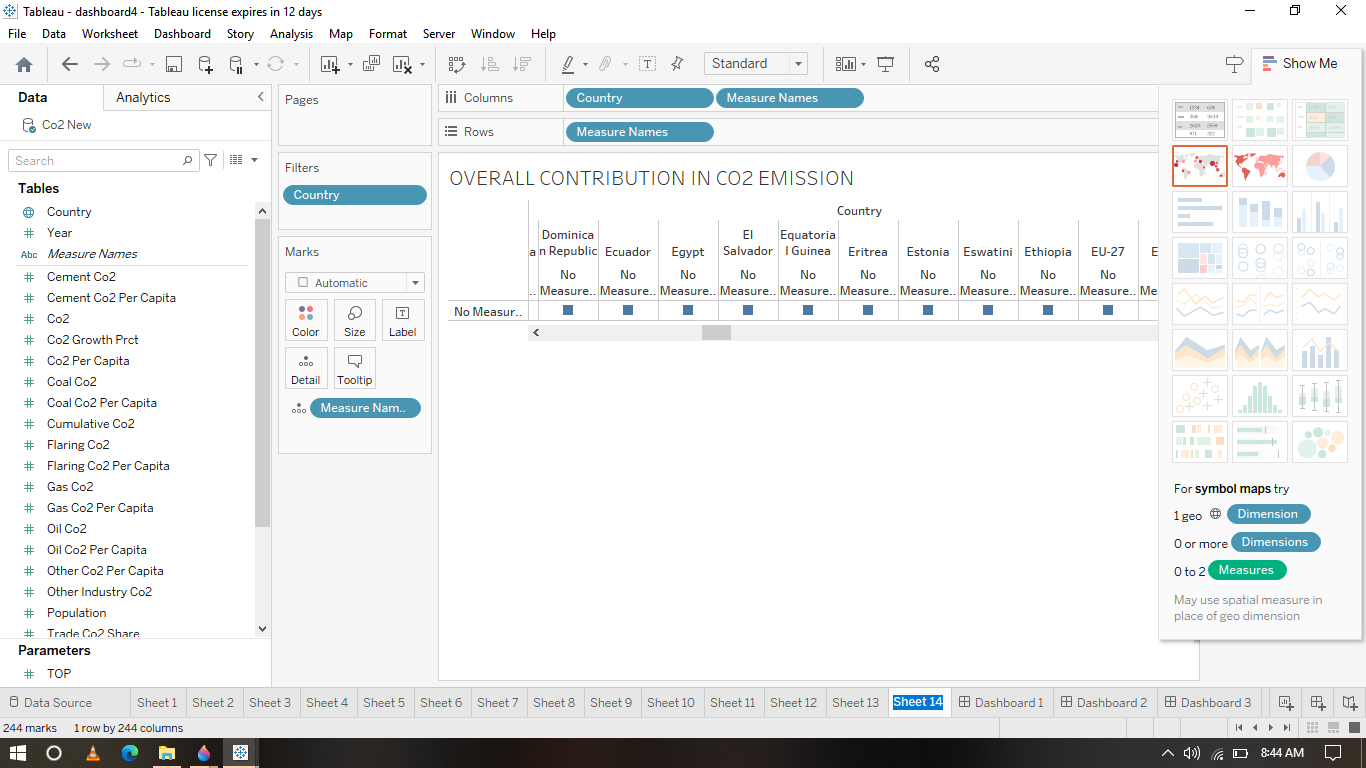 Tableau - dashboard4 - Tableau license expires in 12 days
File Data Worksheet Dashboard Story Analysis Map Format Server Window Help
Standard
Show Me
Data Analytics
Co2 New
Search
Tables
Country
Year
Abc Measure Names
Cement Co2
Cement Co2 Per Capita
Co2
Co2 Growth Prct
Co2 Per Capita
Coal Co2
Coal Co2 Per Capita
Cumulative Co2
Flaring Co2
Flaring Co2 Per Capita
Gas Co2
Gas Co2 Per Capita
Oil Co2
Oil Co2 Per Capita
Other Co2 Per Capita
Other Industry Co2
Population
Trade Co2 Share
Parameters
TOP
Pages
Filters
Country
Marks
Automatic
Color Size Label
Detail Tooltip
Measure Nam..
Columns Country Measure Names
Rows Measure Names
OVERALL CONTRIBUTION IN CO2 EMISSION
Country
a Dominica n Republic Ecuador Egypt El Salvador Equatoria l Guinea Eritrea Estonia Eswatini Ethiopia EU-27 E
.. No Measure.. No Measure.. No Measure.. No Measure.. No Measure.. No Measure.. No Measure.. No Measure.. No Measure.. No Measure.. Me
No Measur..
For symbol maps try
1 geo Dimension
0 or more Dimensions
0 to 2 Measures
May use spatial measure in
place of geo dimension
Data Source Sheet 1 Sheet 2 Sheet 3 Sheet 4 Sheet 5 Sheet 6 Sheet 7 Sheet 8 Sheet 9 Sheet 10 Sheet 11 Sheet 12 Sheet 13 Sheet 14 Dashboard 1 Dashboard 2 Dashboard 3
244 marks 1 row by 244 columns
8:44 AM